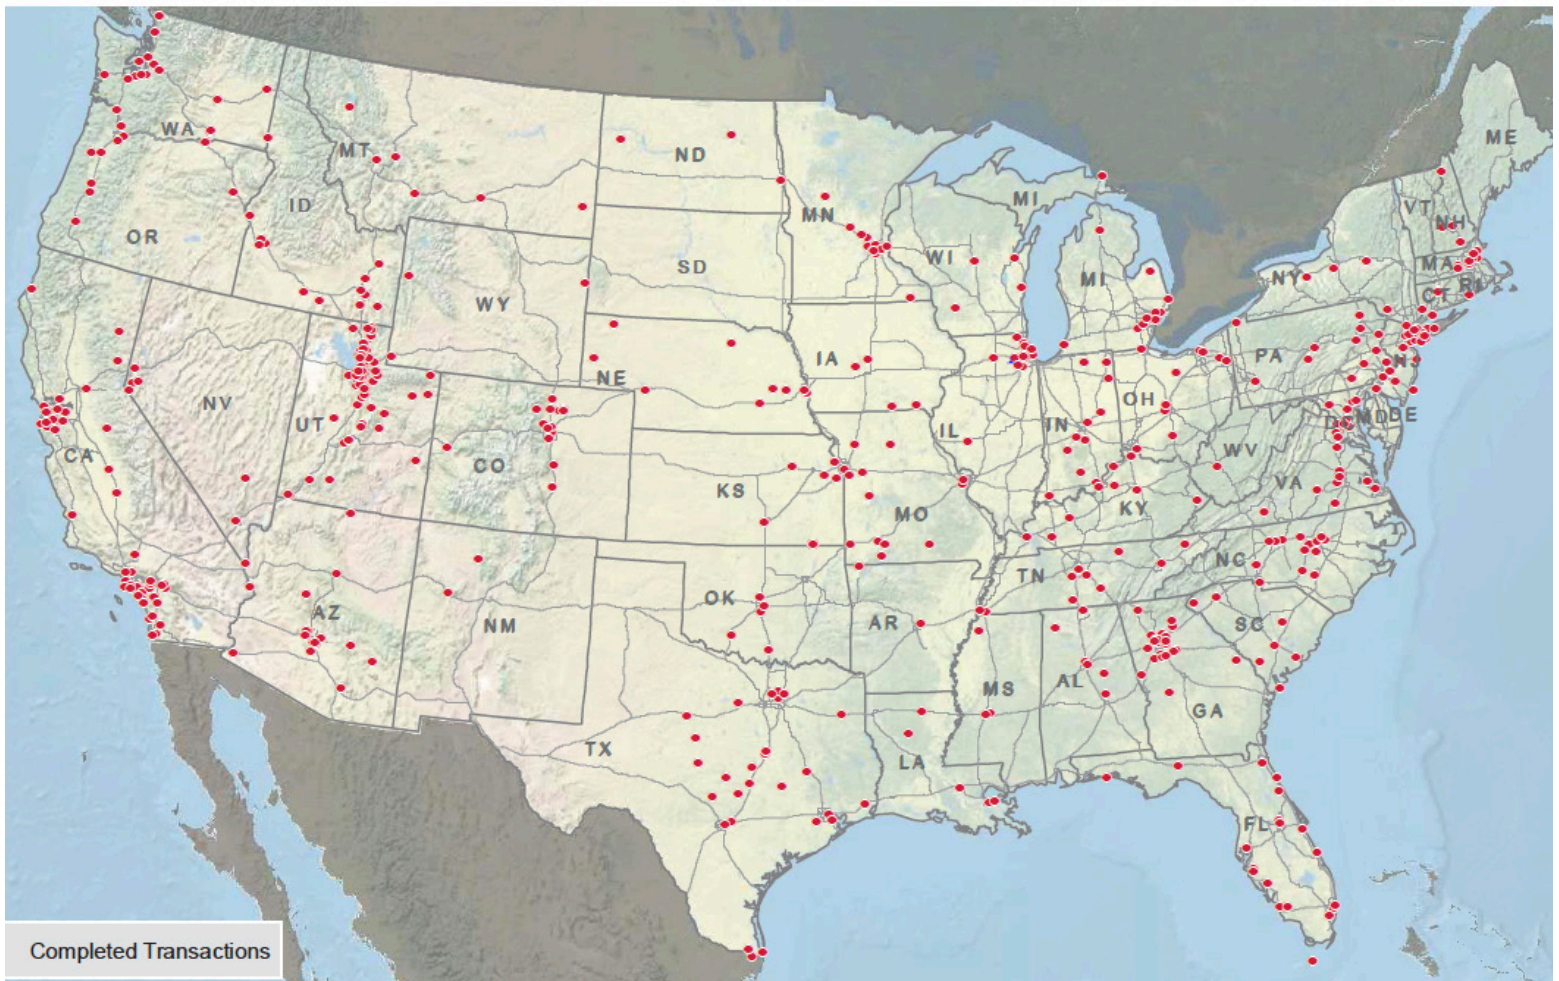 WA
ME
MT
ND
VT
NH
MN
MI
ID
OR
WI
MI
NY
MA
RI
CT
SD
WY
IA
PA
NJ
NE
NV
OH
UT
IL
IN
DC
MD
DE
CA
CO
WV
KS
VA
MO
KY
NC
TN
OK
AZ
NM
AR
SC
MS
AL
GA
TX
LA
FL
Completed Transactions